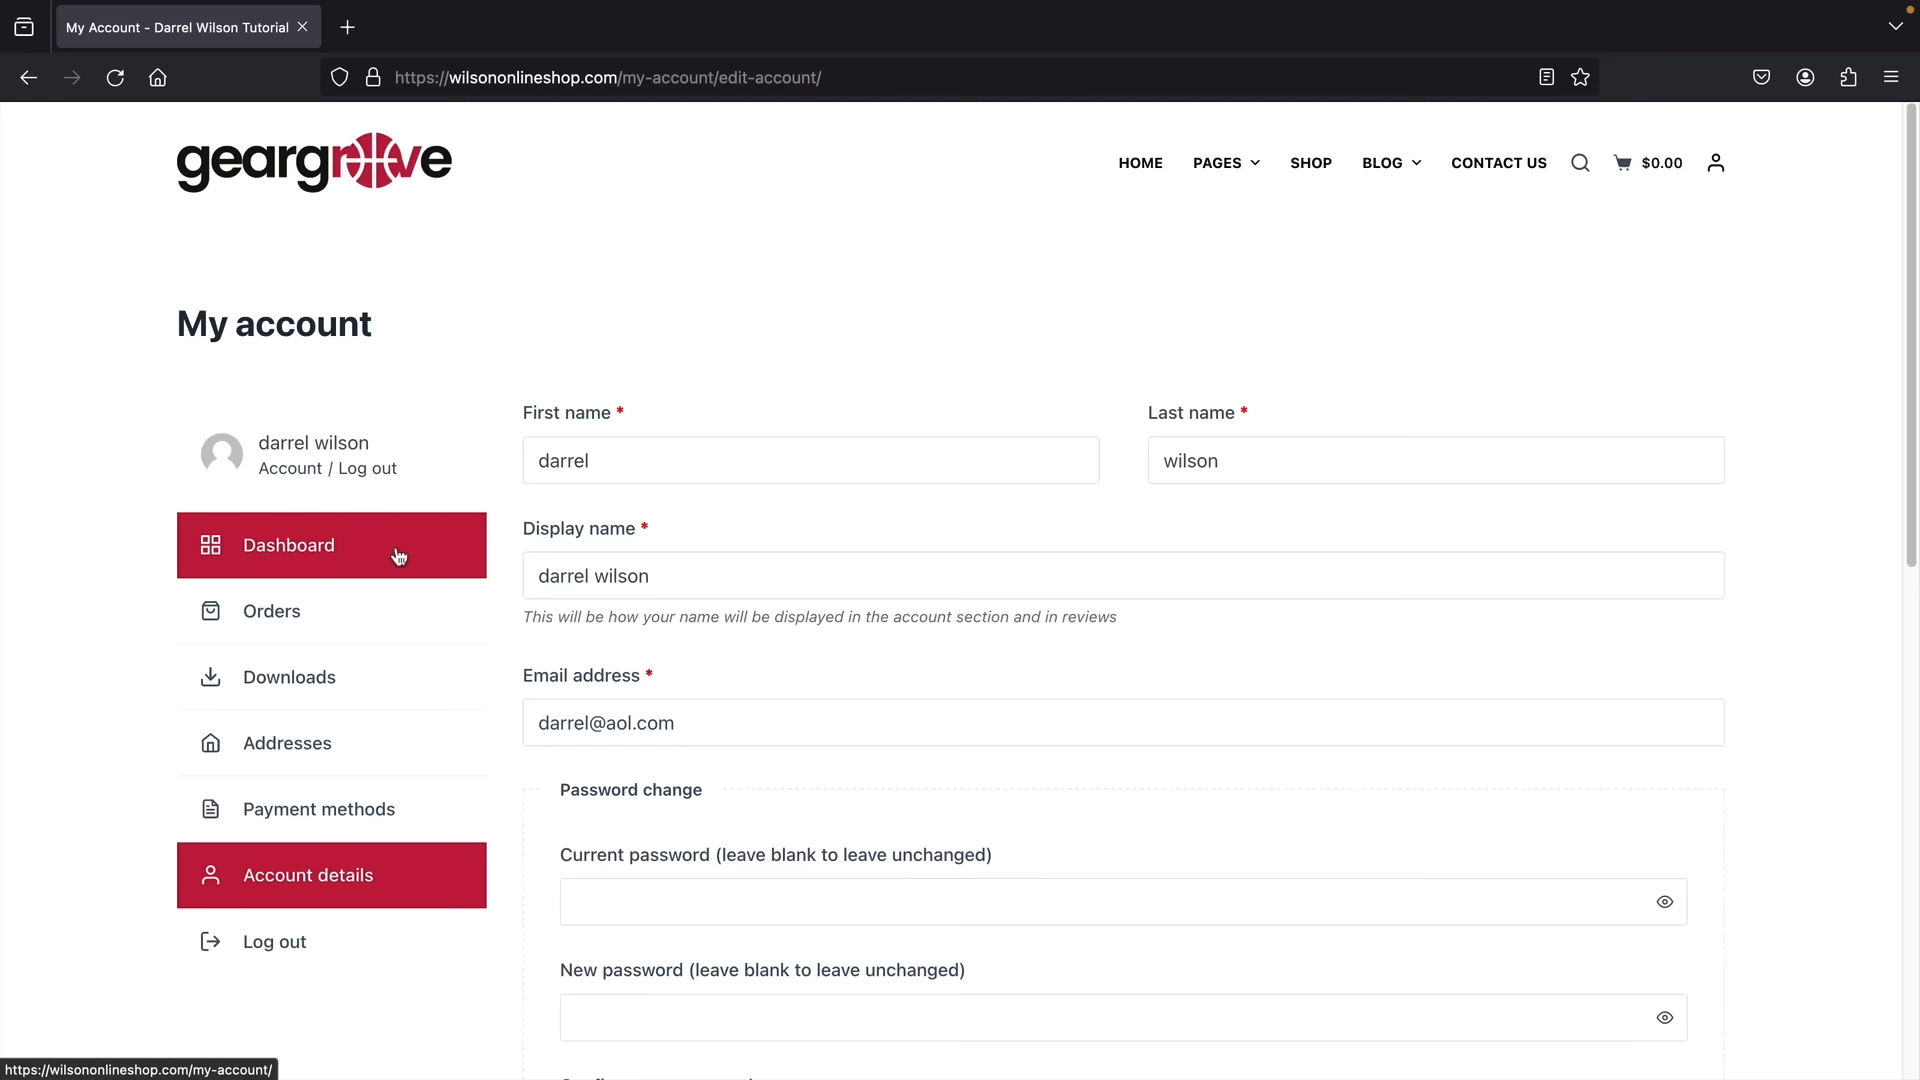 My Account - Darrel Wilson Tutorial
https://wilsononlineshop.com/my-account/edit-account/
geargroove
HOME PAGES SHOP BLOG CONTACT US $0.00
My account
darrel wilson
Account / Log out
Dashboard
Orders
Downloads
Addresses
Payment methods
Account details
Log out
First name *
darrel
Last name *
wilson
Display name *
darrel wilson
This will be how your name will be displayed in the account section and in reviews
Email address *
darrel@aol.com
Password change
Current password (leave blank to leave unchanged)
New password (leave blank to leave unchanged)
https://wilsononlineshop.com/my-account/